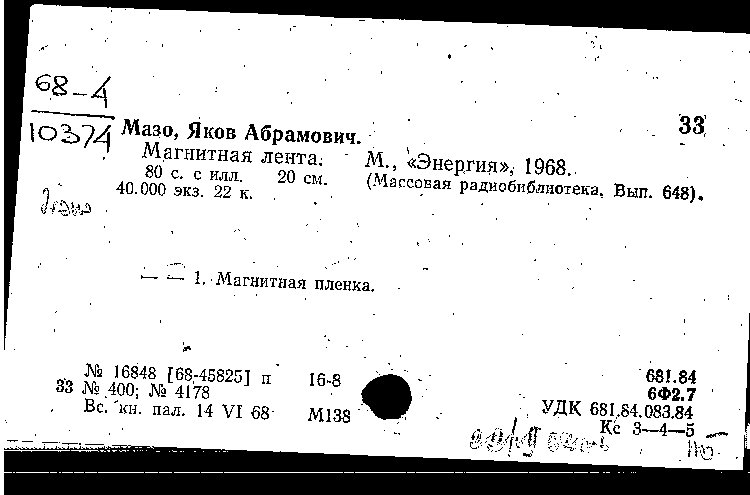 68-4
10374
33
Мазо, Яков Абрамович.
Магнитная лента. М., «Энергия», 1968.
80 с. с илл. 20 см. (Массовая радиобиблиотека. Вып. 648).
40.000 экз. 22 к.
— — 1. Магнитная пленка.
№ 16848 [68-45825] п 16-8 681.84
33 № 400; № 4178 6Ф2.7
Вс. кн. пал. 14 VI 68 М138 УДК 681.84.083.84
Кс 3—4—5